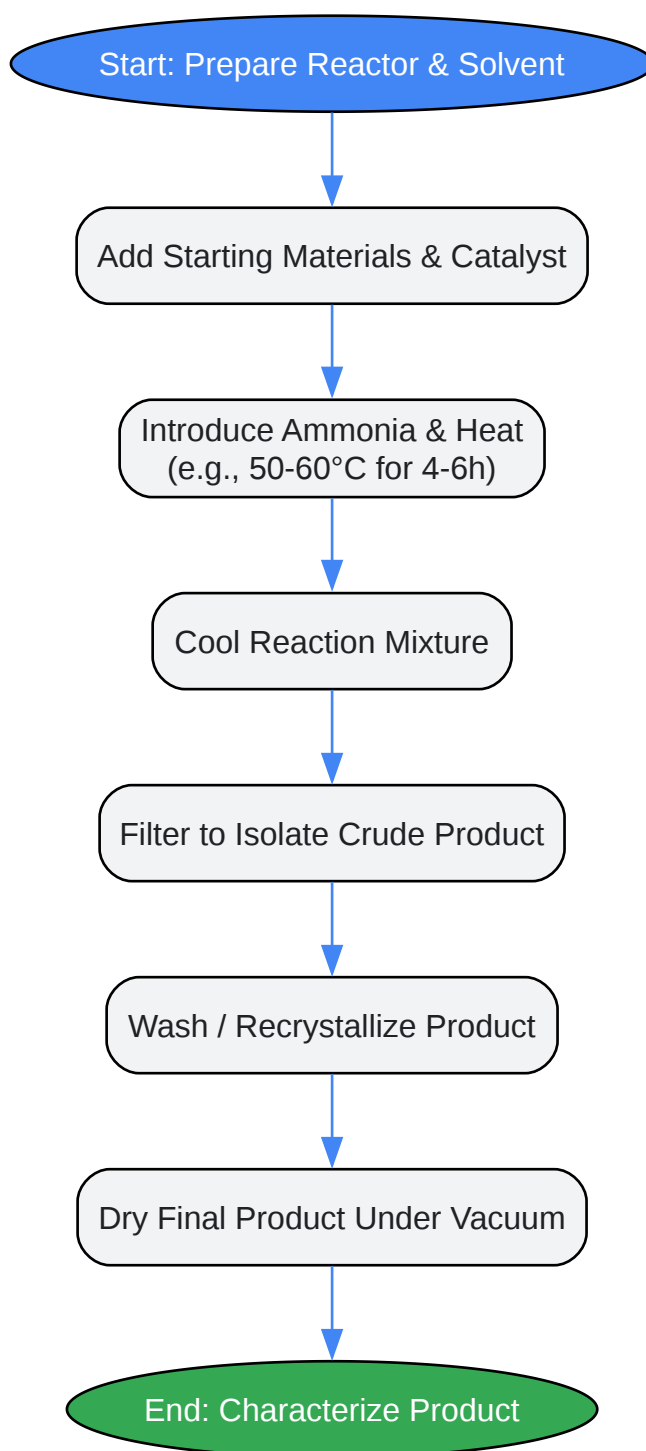 Start: Prepare Reactor & Solvent
Add Starting Materials & Catalyst
Introduce Ammonia & Heat
(e.g., 50-60°C for 4-6h)
Cool Reaction Mixture
Filter to Isolate Crude Product
Wash / Recrystallize Product
Dry Final Product Under Vacuum
End: Characterize Product